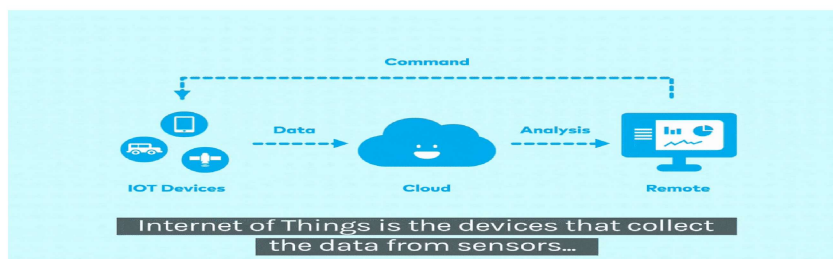 Command
Data
Analysis
IOT Devices
Cloud
Remote
Internet of Things is the devices that collect
the data from sensors...